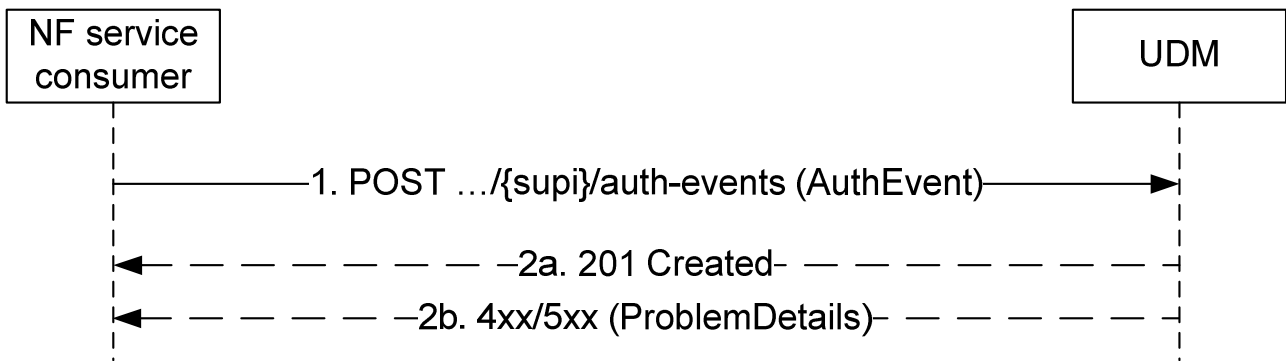 NF service
consumer
UDM
1. POST …/{supi}/auth-events (AuthEvent)
2a. 201 Created
2b. 4xx/5xx (ProblemDetails)